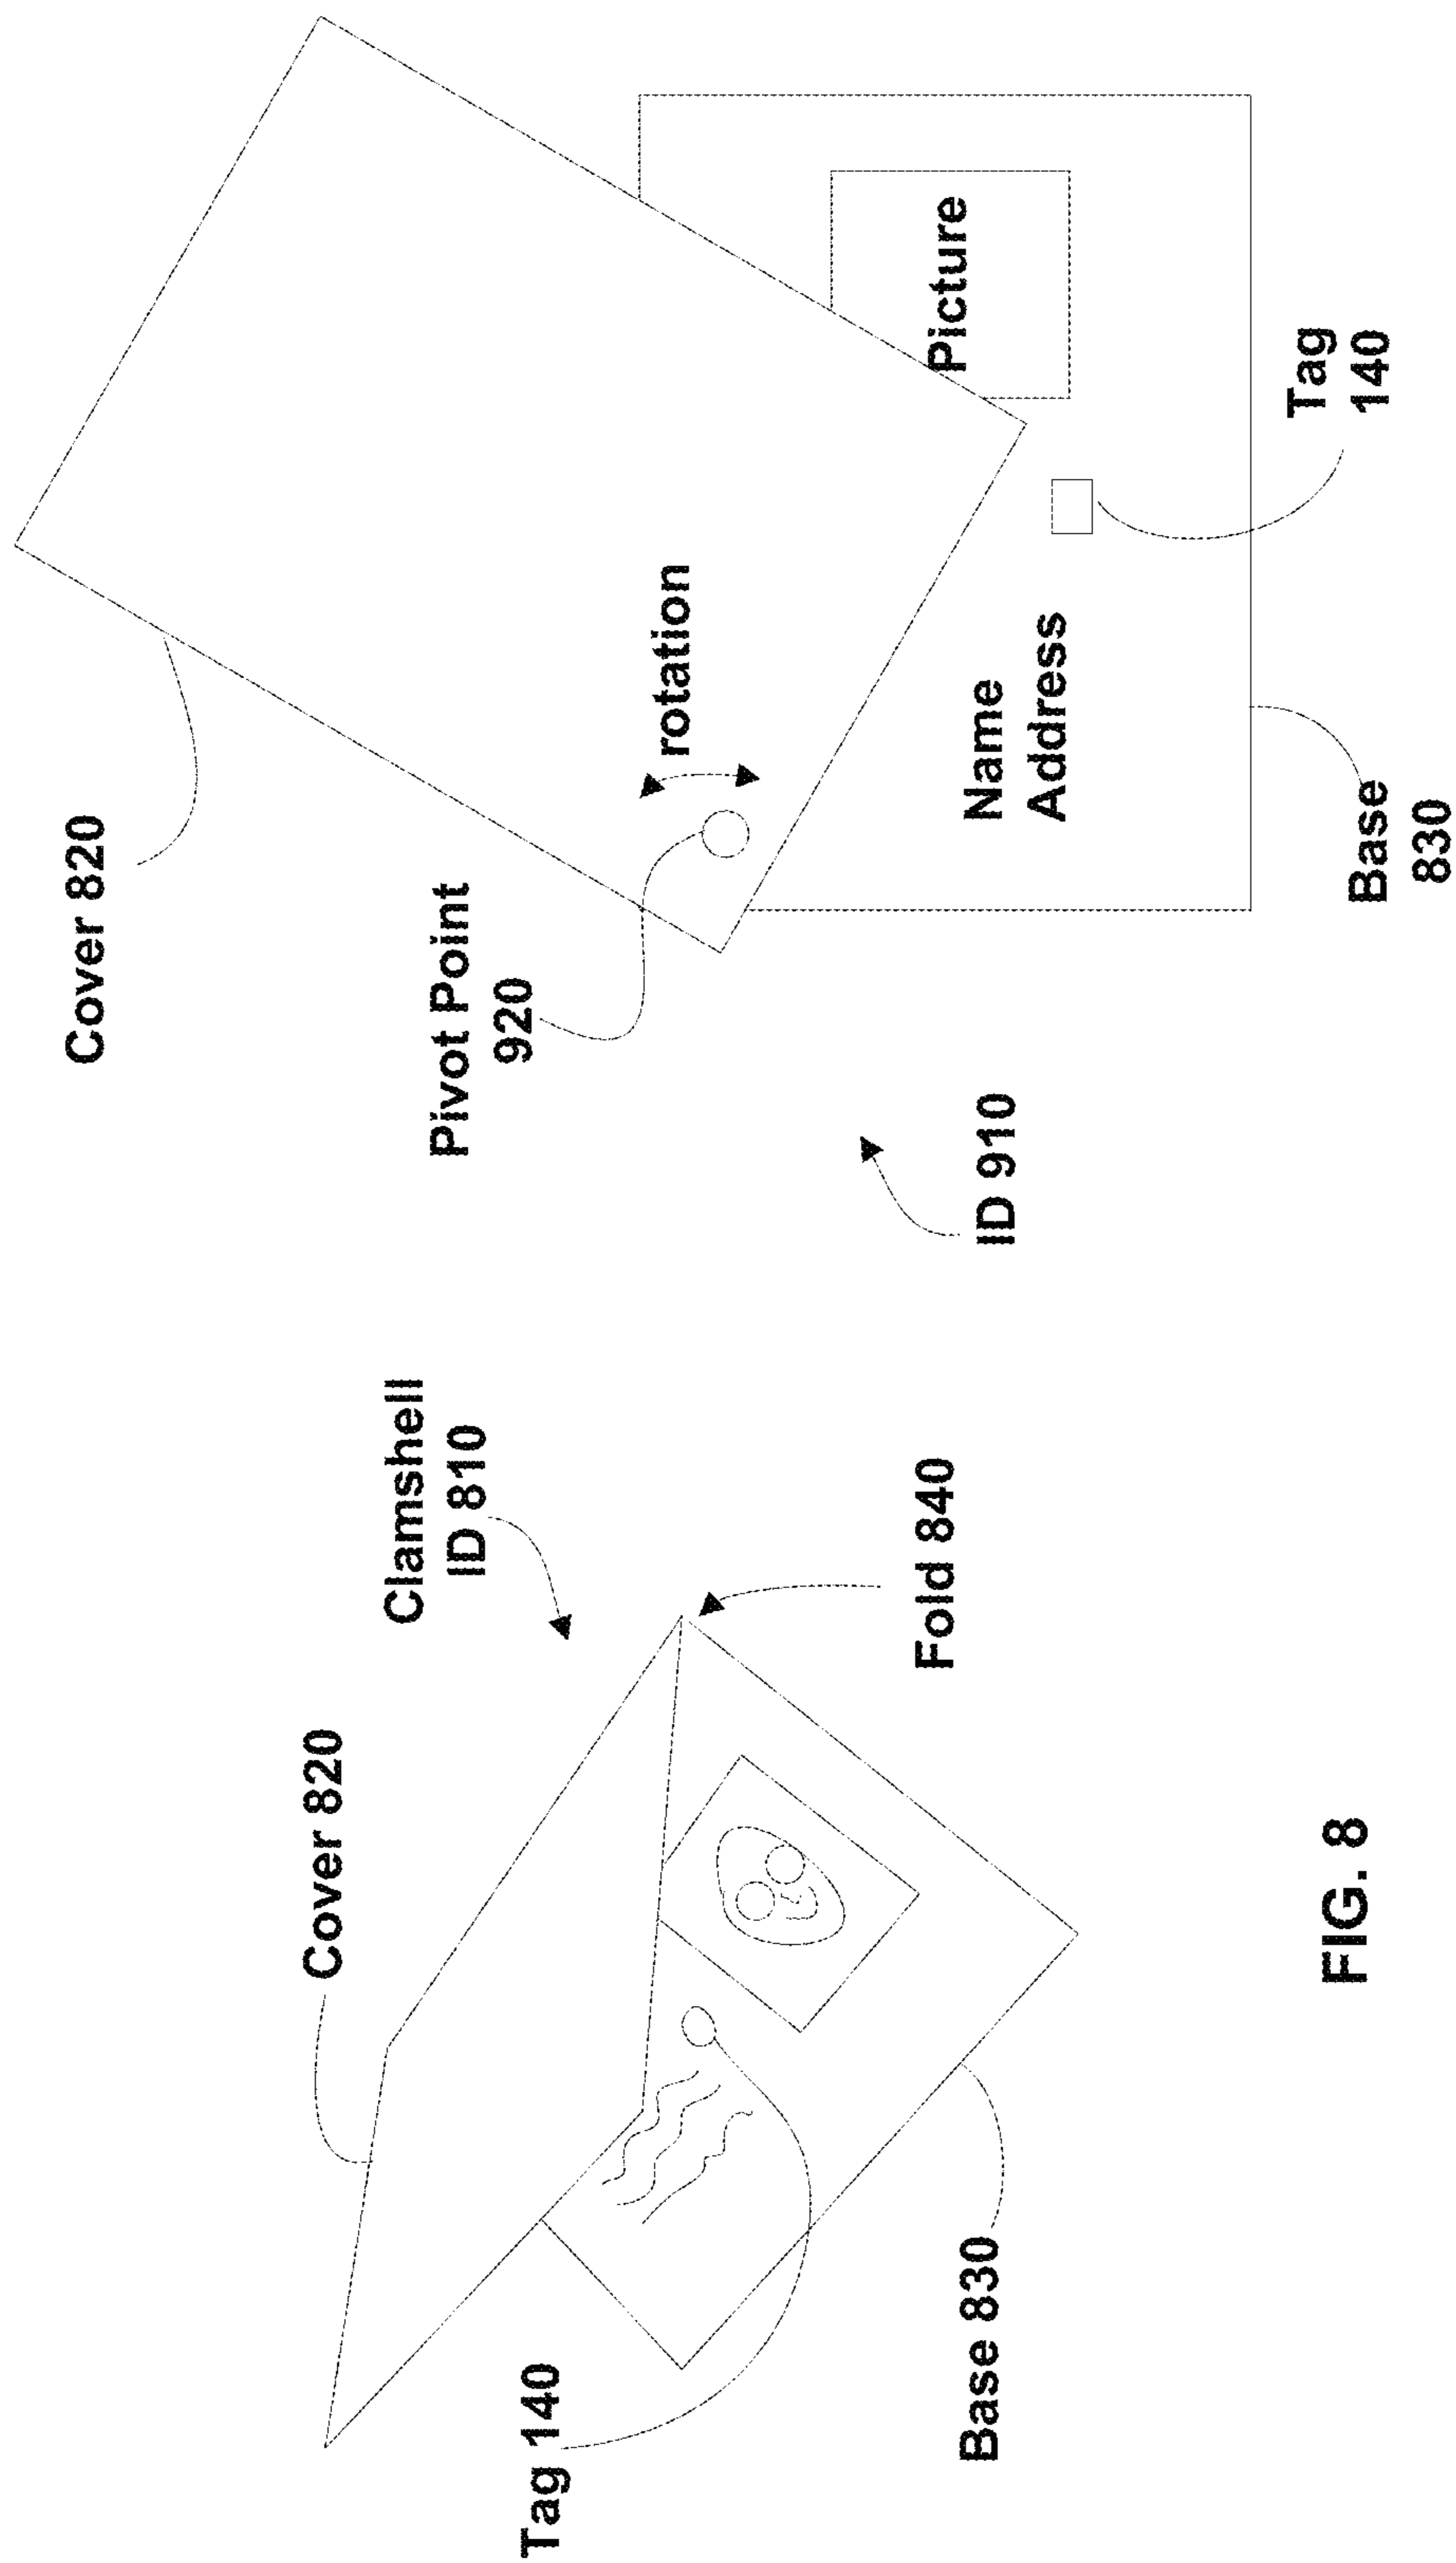 Clamshell
ID 810
Cover 820
Tag 140
Fold 840
Base 830
FIG. 8
Cover 820
Pivot Point
920
rotation
Picture
Name
Address
ID 910
Tag
140
Base
830